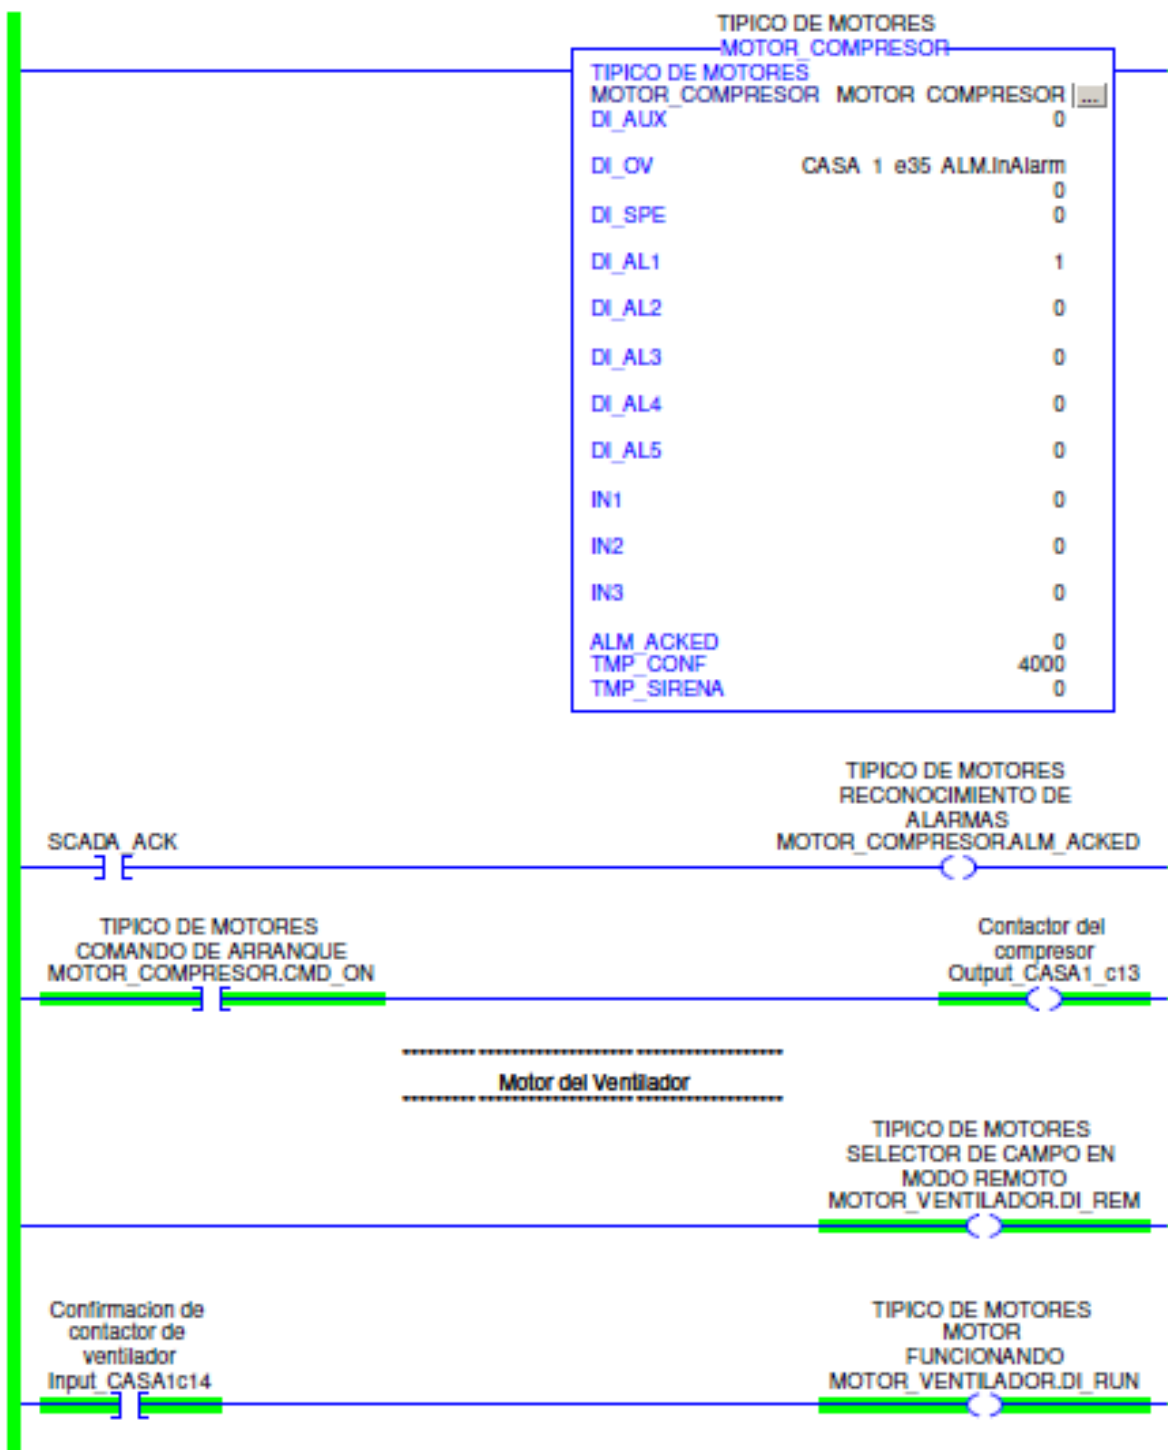 TIPICO DE MOTORES
MOTOR_COMPRESOR
TIPICO DE MOTORES
MOTOR_COMPRESOR MOTOR_COMPRESOR ...
DI_AUX 0
DI_OV CASA_1_e35_ALM.InAlarm
0
DI_SPE 0
DI_AL1 1
DI_AL2 0
DI_AL3 0
DI_AL4 0
DI_AL5 0
IN1 0
IN2 0
IN3 0
ALM_ACKED 0
TMP_CONF 4000
TMP_SIRENA 0
TIPICO DE MOTORES
RECONOCIMIENTO DE
ALARMAS
SCADA_ACK MOTOR_COMPRESOR.ALM_ACKED
TIPICO DE MOTORES
COMANDO DE ARRANQUE
MOTOR_COMPRESOR.CMD_ON
Contactor del
compresor
Output_CASA1_c13
Motor del Ventilador
TIPICO DE MOTORES
SELECTOR DE CAMPO EN
MODO REMOTO
MOTOR_VENTILADOR.DI_REM
Confirmacion de
contactor de
ventilador
Input_CASA1c14
TIPICO DE MOTORES
MOTOR
FUNCIONANDO
MOTOR_VENTILADOR.DI_RUN